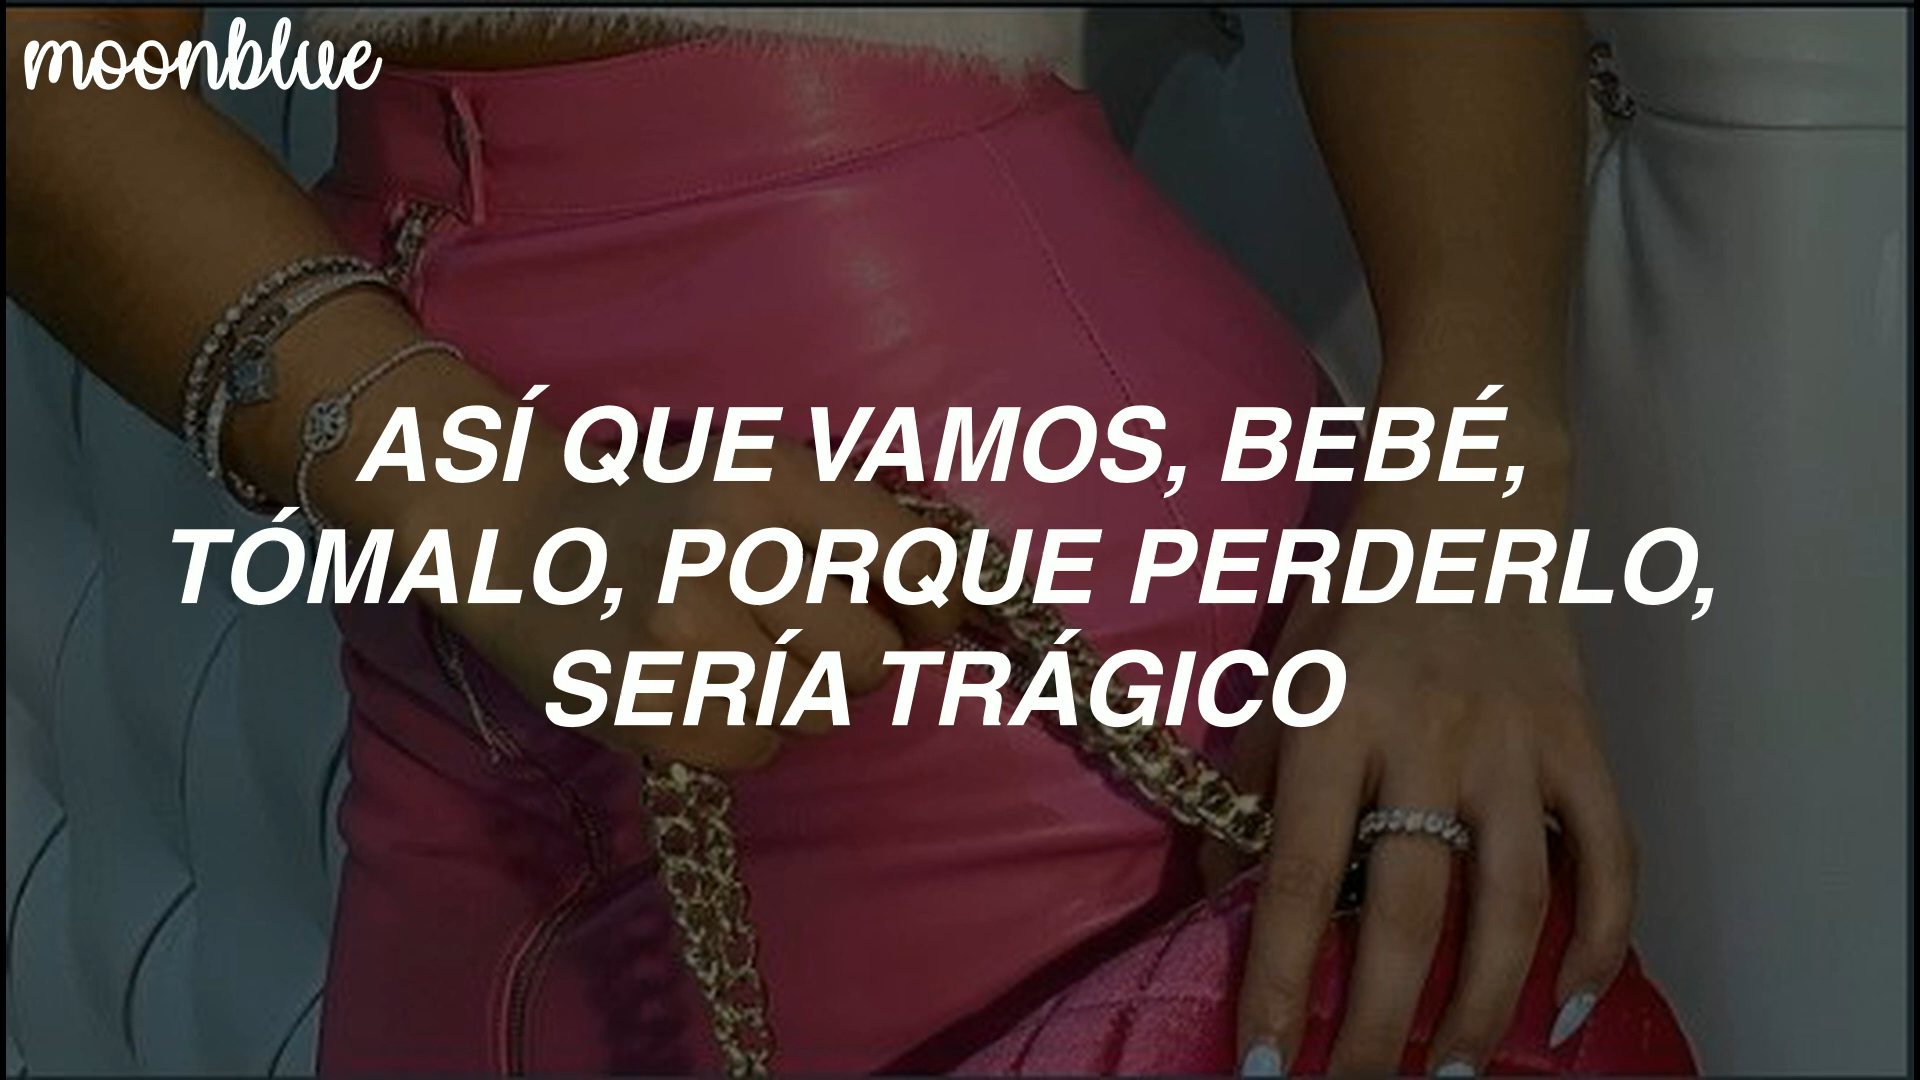 moonblue
ASÍ QUE VAMOS, BEBÉ,
TÓMALO, PORQUE PERDERLO,
SERÍA TRÁGICO